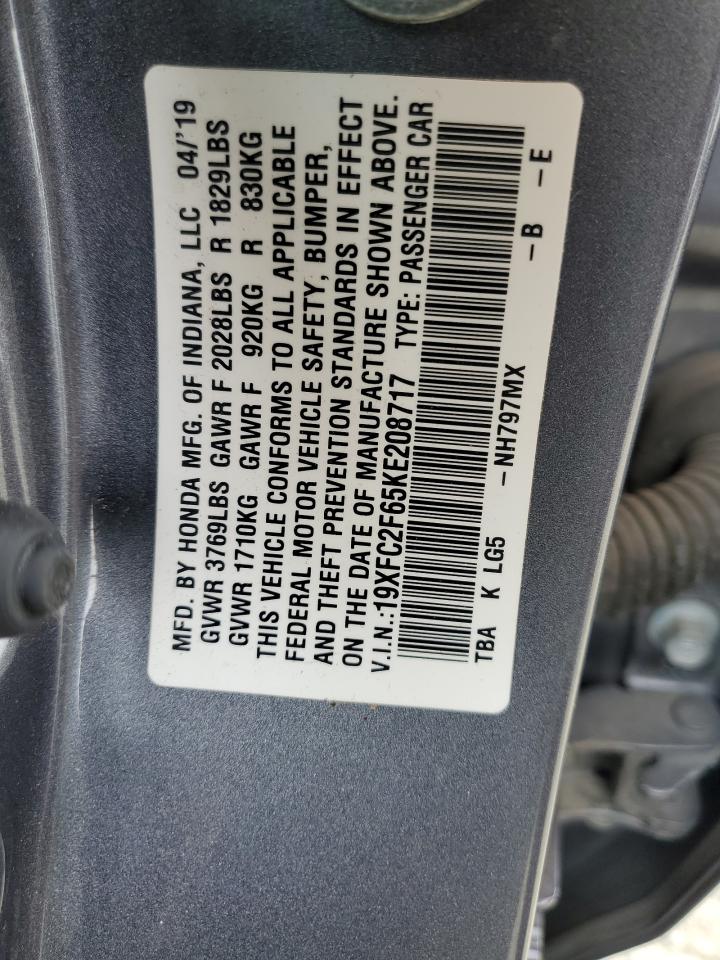 MFD. BY HONDA MFG. OF INDIANA, LLC 04/'19
GVWR 3769LBS GAWR F 2028LBS R 1829LBS
GVWR 1710KG GAWR F 920KG R 830KG
THIS VEHICLE CONFORMS TO ALL APPLICABLE
FEDERAL MOTOR VEHICLE SAFETY, BUMPER,
AND THEFT PREVENTION STANDARDS IN EFFECT
ON THE DATE OF MANUFACTURE SHOWN ABOVE.
V.I.N.:19XFC2F65KE208717 TYPE: PASSENGER CAR
TBA K LG5 -NH797MX -B -E